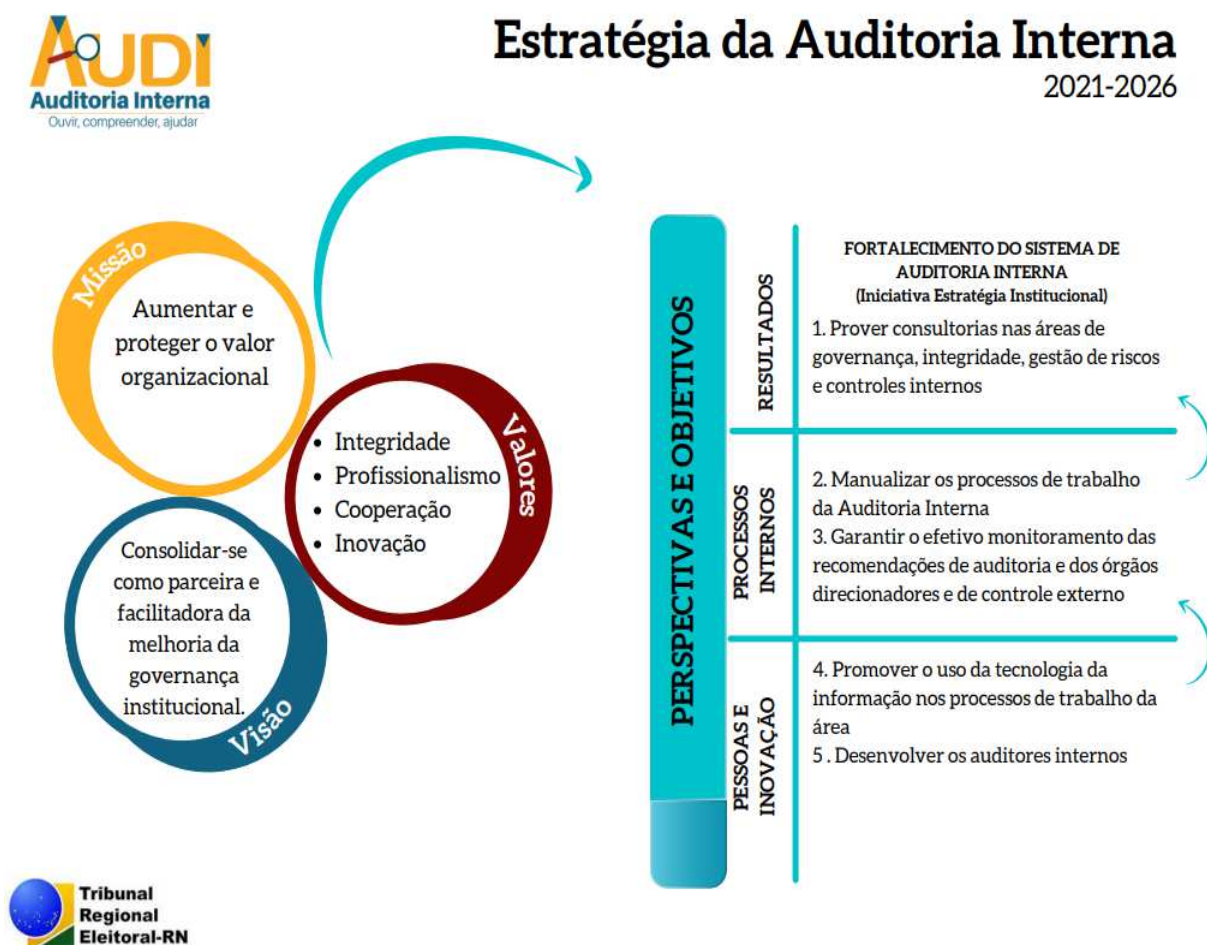 AUDI
Auditoria Interna
Ouvir, compreender, ajudar
Estratégia da Auditoria Interna
2021-2026
Missão
Aumentar e
proteger o valor
organizacional
Valores
• Integridade
• Profissionalismo
• Cooperação
• Inovação
Visão
Consolidar-se
como parceira e
facilitadora da
melhoria da
governança
institucional.
PERSPECTIVAS E OBJETIVOS
RESULTADOS
FORTALECIMENTO DO SISTEMA DE
AUDITORIA INTERNA
(Iniciativa Estratégia Institucional)
1. Prover consultorias nas áreas de
governança, integridade, gestão de riscos
e controles internos
PROCESSOS
INTERNOS
2. Manualizar os processos de trabalho
da Auditoria Interna
3. Garantir o efetivo monitoramento das
recomendações de auditoria e dos órgãos
direcionadores e de controle externo
PESSOAS E
INOVAÇÃO
4. Promover o uso da tecnologia da
informação nos processos de trabalho da
área
5 . Desenvolver os auditores internos
Tribunal
Regional
Eleitoral-RN